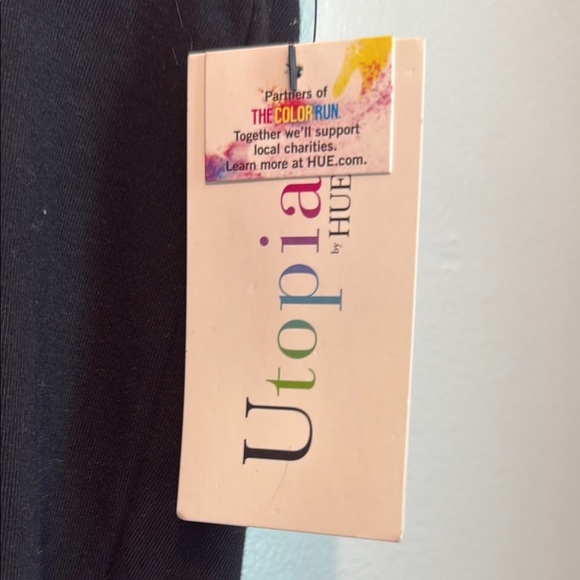 Partners of
THE COLOR RUN.
Together we'll support
local charities.
Learn more at HUE.com.
Utopia
by HUE